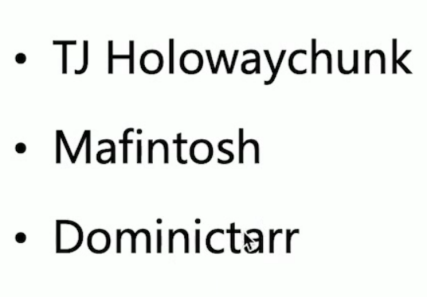 • TJ Holowaychunk
• Mafintosh
• Dominictarr